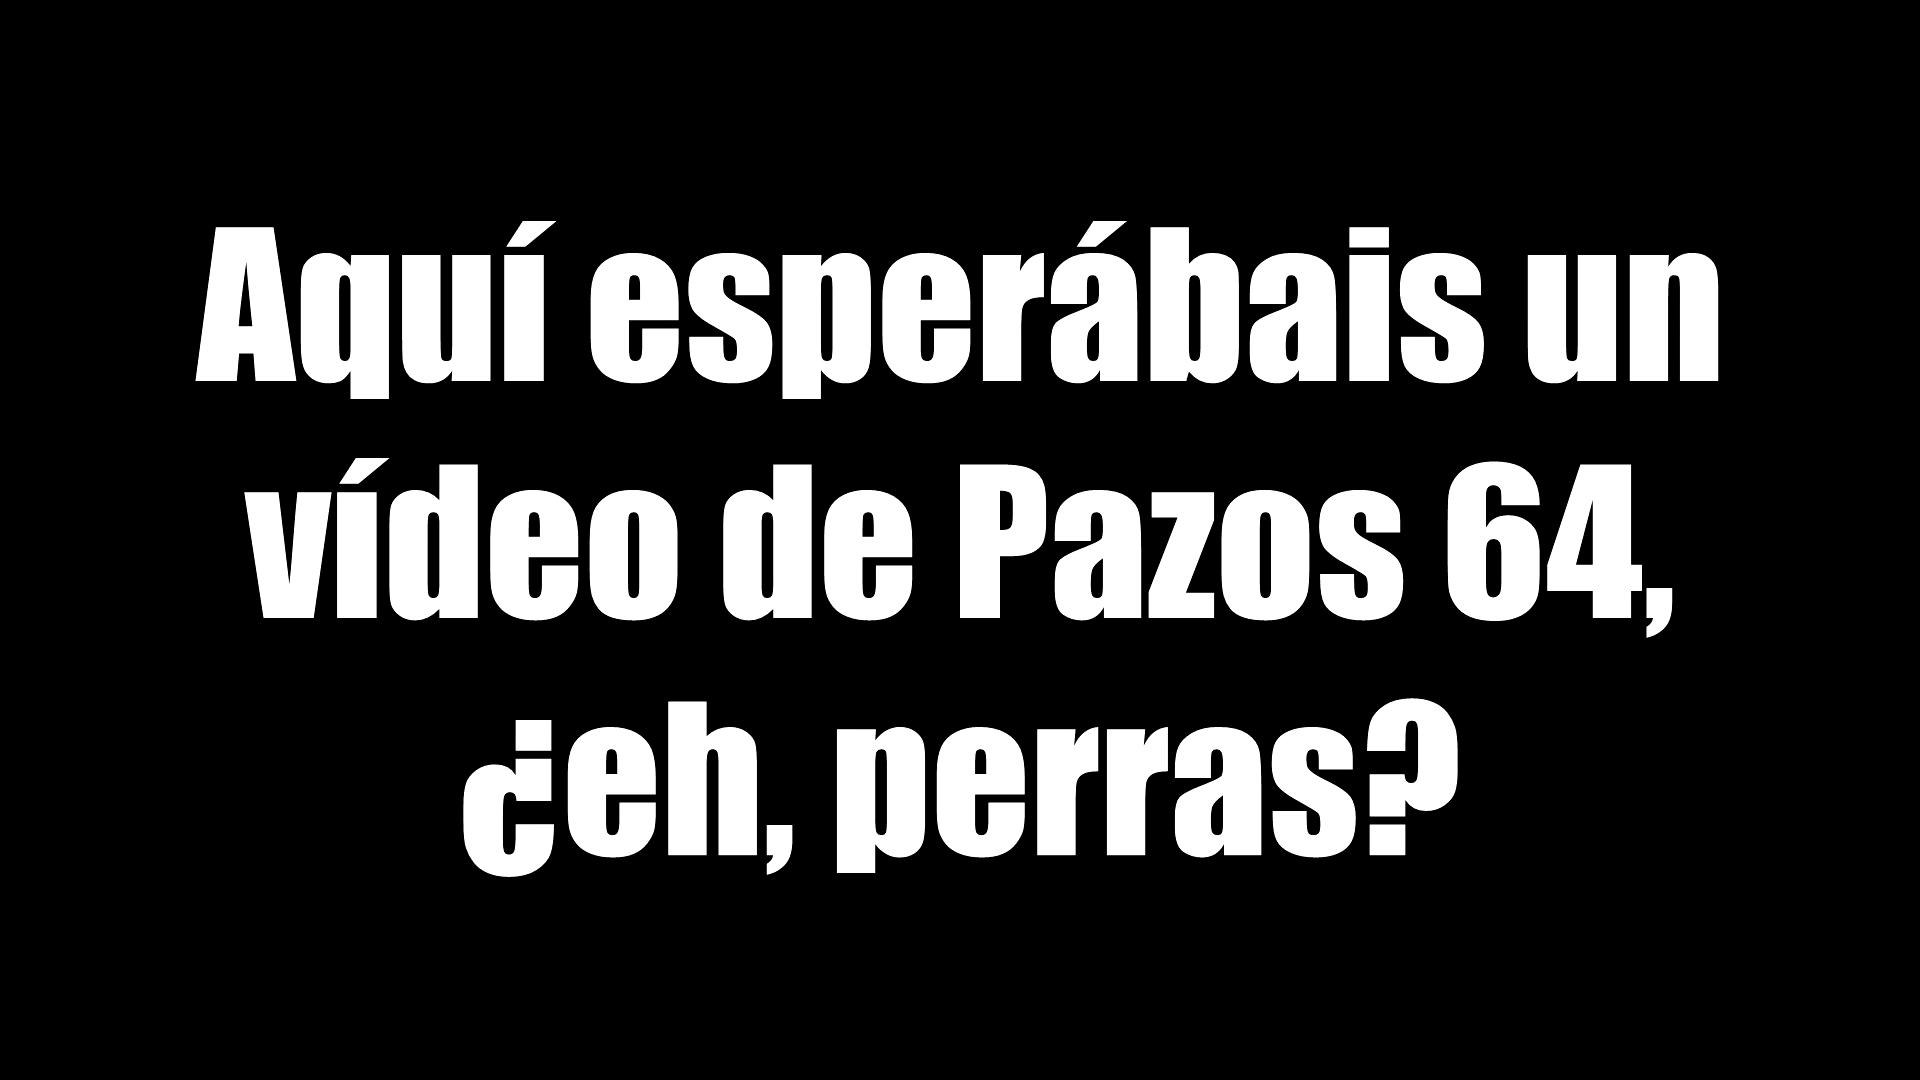 Aquí esperábais un
vídeo de Pazos 64,
¿eh, perras?